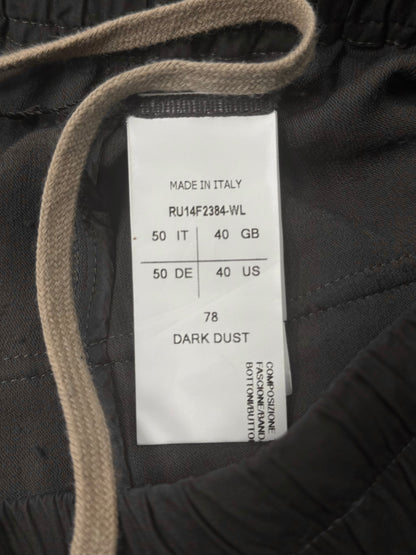 MADE IN ITALY
RU14F2384-WL
50 IT 40 GB
50 DE 40 US
78
DARK DUST
COMPOSIZIONE
FASCIONE/BAND
BOTTONI/BUTTO